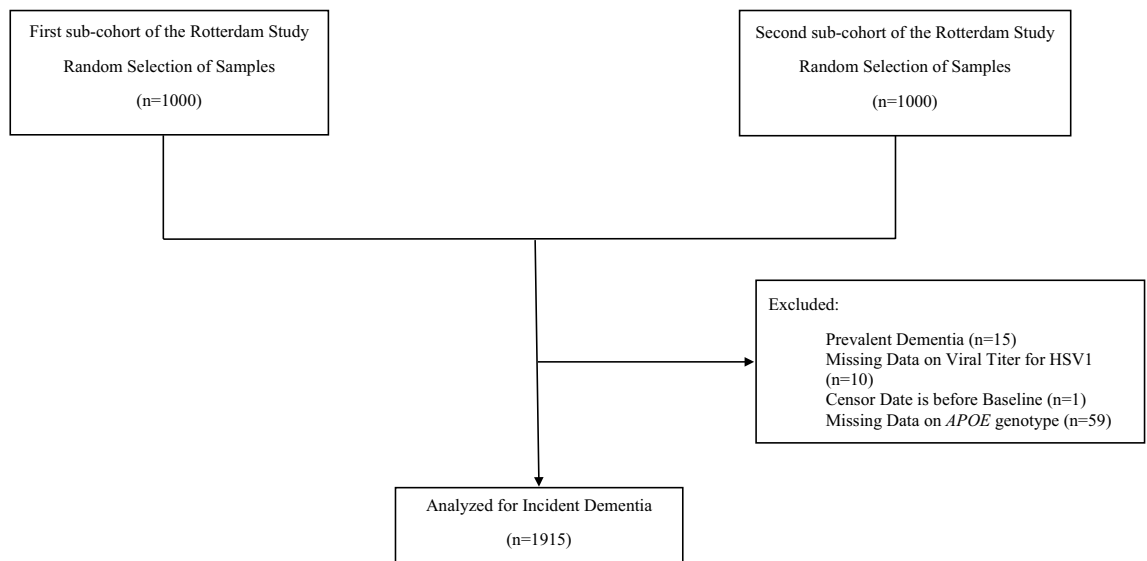 First sub-cohort of the Rotterdam Study
Random Selection of Samples
(n=1000)
Second sub-cohort of the Rotterdam Study
Random Selection of Samples
(n=1000)
Excluded:
Prevalent Dementia (n=15)
Missing Data on Viral Titer for HSV1
(n=10)
Censor Date is before Baseline (n=1)
Missing Data on APOE genotype (n=59)
Analyzed for Incident Dementia
(n=1915)